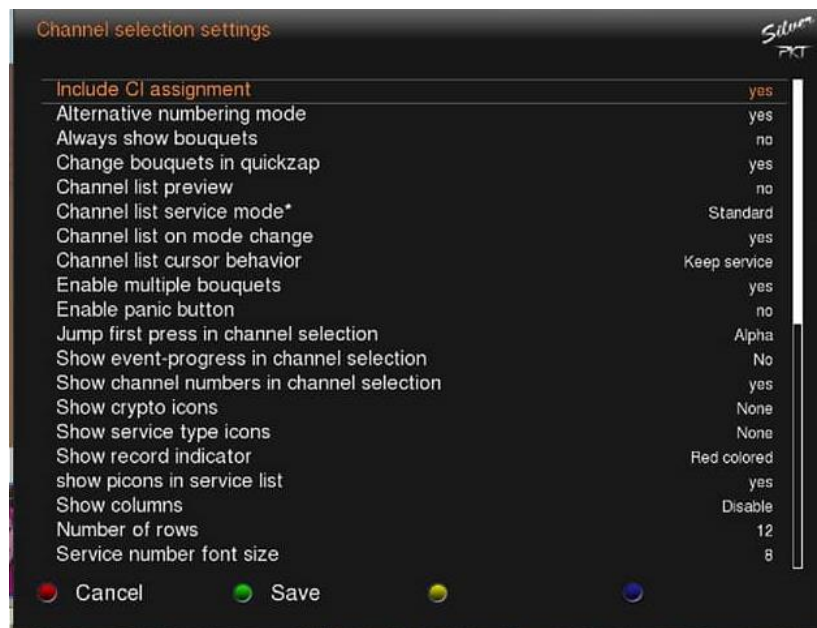 Channel selection settings
Silver
PKT
Include CI assignment yes
Alternative numbering mode yes
Always show bouquets no
Change bouquets in quickzap yes
Channel list preview no
Channel list service mode* Standard
Channel list on mode change yes
Channel list cursor behavior Keep service
Enable multiple bouquets yes
Enable panic button no
Jump first press in channel selection Alpha
Show event-progress in channel selection No
Show channel numbers in channel selection yes
Show crypto icons None
Show service type icons None
Show record indicator Red colored
show picons in service list yes
Show columns Disable
Number of rows 12
Service number font size 8
Cancel Save